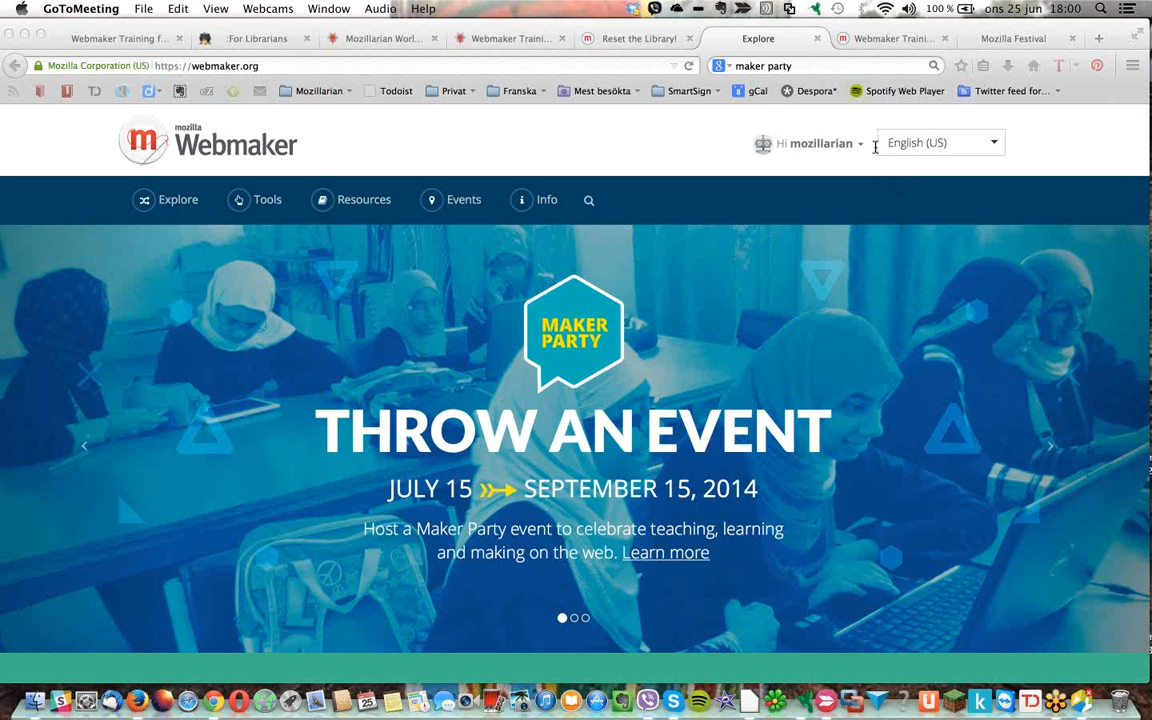 GoToMeeting File Edit View Webcams Window Audio Help 100 % ons 25 jun 18:00
Webmaker Training f... :For Librarians Mozillarian Worl... Webmaker Traini... Reset the Library! Explore Webmaker Traini... Mozilla Festival
Mozilla Corporation (US) https://webmaker.org maker party
Mozillarian Todoist Privat Franska Mest besökta SmartSign gCal Despora* Spotify Web Player Twitter feed for...
mozilla
Webmaker
Hi mozillarian
English (US)
Explore Tools Resources Events Info
MAKER
PARTY
THROW AN EVENT
JULY 15 SEPTEMBER 15, 2014
Host a Maker Party event to celebrate teaching, learning
and making on the web. Learn more